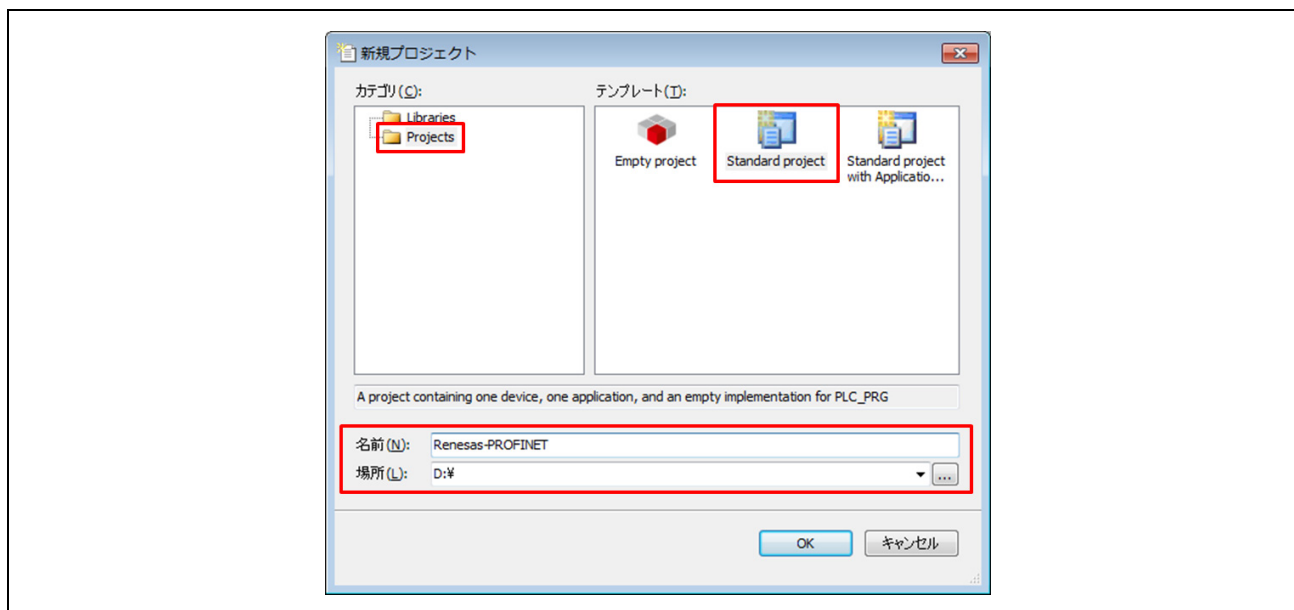 新規プロジェクト
カテゴリ(C):
テンプレート(T):
Libraries
Projects
Empty project
Standard project
Standard project
with Applicatio...
A project containing one device, one application, and an empty implementation for PLC_PRG
名前(N): Renesas-PROFINET
場所(L): D:¥ ...
OK キャンセル